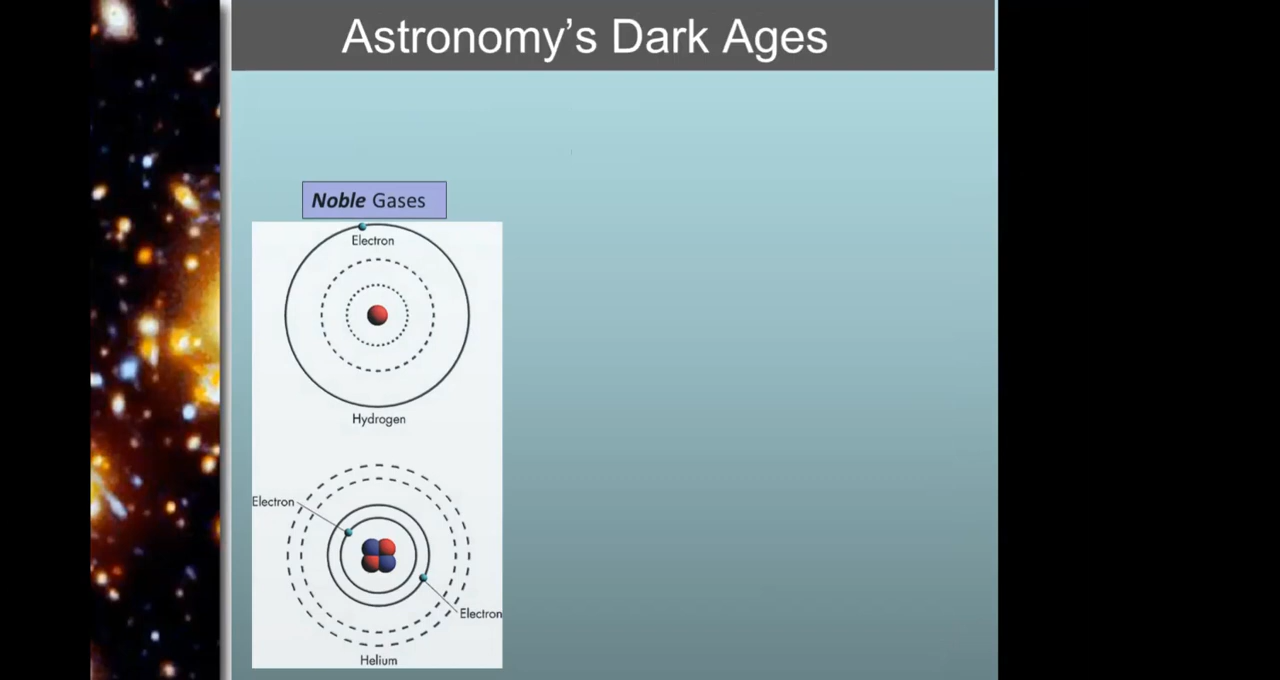 Astronomy’s Dark Ages
Noble Gases
Electron
Hydrogen
Electron
Electron
Helium